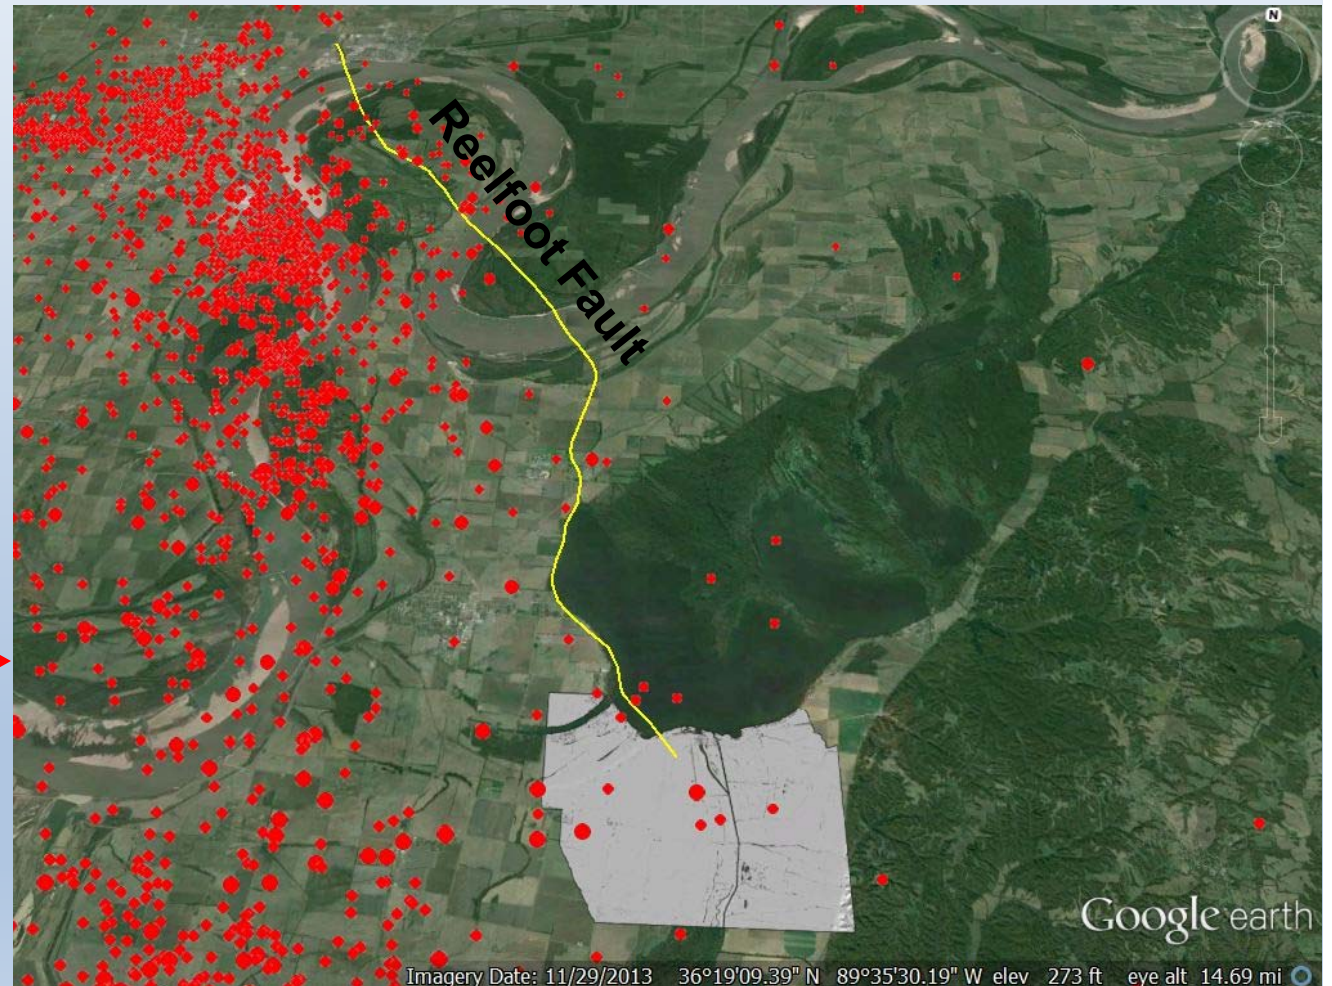 N
Reelfoot Fault
Google earth
Imagery Date: 11/29/2013 36°19'09.39" N 89°35'30.19" W elev 273 ft eye alt 14.69 mi